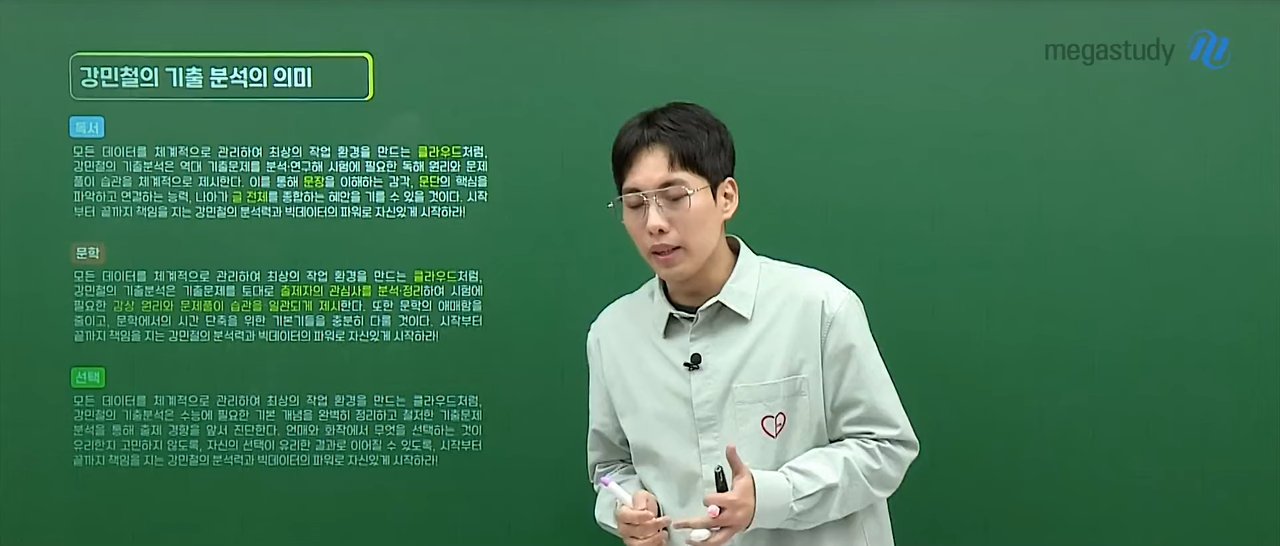 megastudy
강민철의 기출 분석의 의미
독서
모든 데이터를 체계적으로 관리하여 최상의 작업 환경을 만드는 클라우드처럼,
강민철의 기출분석은 역대 기출문제를 분석·연구해 시험에 필요한 독해 원리와 문제
풀이 습관을 체계적으로 제시한다. 이를 통해 문장을 이해하는 감각, 문단의 핵심을
파악하고 연결하는 능력, 나아가 글 전체를 종합하는 혜안을 기를 수 있을 것이다. 시작
부터 끝까지 책임을 지는 강민철의 분석력과 빅데이터의 파워로 자신있게 시작하라!
문학
모든 데이터를 체계적으로 관리하여 최상의 작업 환경을 만드는 클라우드처럼,
강민철의 기출분석은 기출문제를 토대로 출제자의 관심사를 분석·정리하여 시험에
필요한 감상 원리와 문제풀이 습관을 일관되게 제시한다. 또한 문학의 애매함을
줄이고, 문학에서의 시간 단축을 위한 기본기들을 충분히 다룰 것이다. 시작부터
끝까지 책임을 지는 강민철의 분석력과 빅데이터의 파워로 자신있게 시작하라!
선택
모든 데이터를 체계적으로 관리하여 최상의 작업 환경을 만드는 클라우드처럼,
강민철의 기출분석은 수능에 필요한 기본 개념을 완벽히 정리하고 철저한 기출문제
분석을 통해 출제 경향을 앞서 진단한다. 언매와 화작에서 무엇을 선택하는 것이
유리한지 고민하지 않도록, 자신의 선택이 유리한 결과로 이어질 수 있도록, 시작부터
끝까지 책임을 지는 강민철의 분석력과 빅데이터의 파워로 자신있게 시작하라!